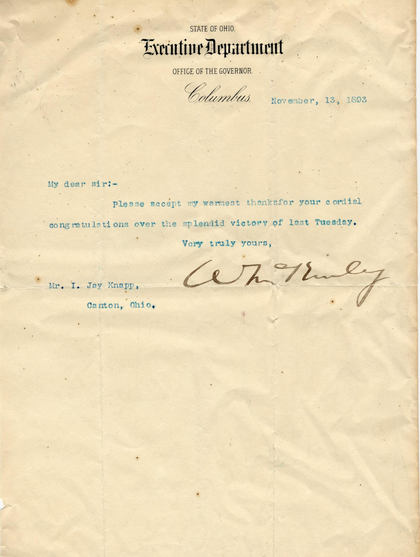 STATE OF OHIO.
Executive Department
OFFICE OF THE GOVERNOR.
Columbus November, 13, 1893
My dear sir:-
Please accept my warmest thanksfor your cordial
congratulations over the splendid victory of last Tuesday.
Very truly yours,
Wm McKinley
Mr. I. Jay Knapp,
Canton, Ohio.